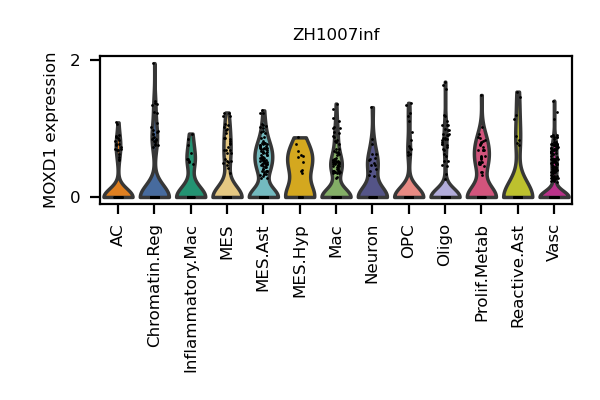 ZH1007inf
MOXD1 expression
2
0
AC
Chromatin.Reg
Inflammatory.Mac
MES
MES.Ast
MES.Hyp
Mac
Neuron
OPC
Oligo
Prolif.Metab
Reactive.Ast
Vasc